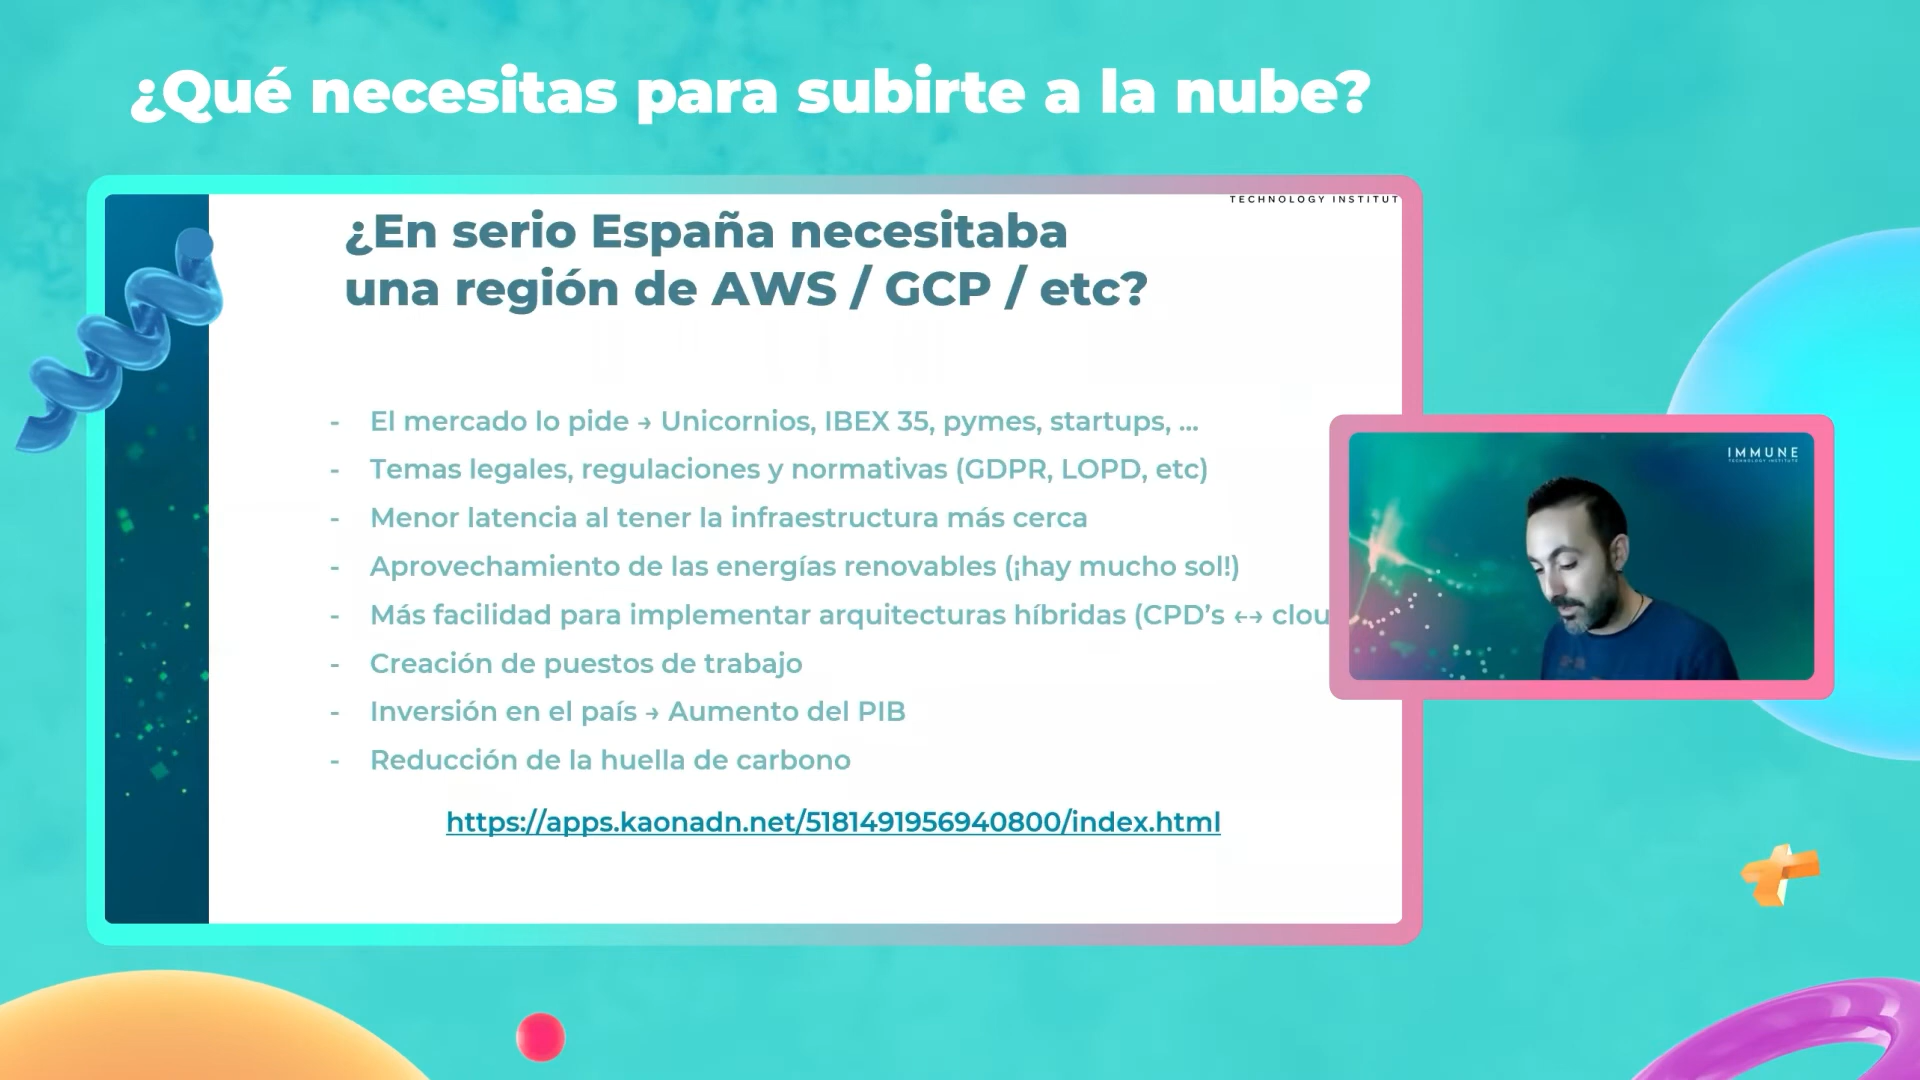 ¿Qué necesitas para subirte a la nube?
TECHNOLOGY INSTITUT
¿En serio España necesitaba
una región de AWS / GCP / etc?
- El mercado lo pide → Unicornios, IBEX 35, pymes, startups, ...
- Temas legales, regulaciones y normativas (GDPR, LOPD, etc)
- Menor latencia al tener la infraestructura más cerca
- Aprovechamiento de las energías renovables (¡hay mucho sol!)
- Más facilidad para implementar arquitecturas híbridas (CPD’s ↔ clou
- Creación de puestos de trabajo
- Inversión en el país → Aumento del PIB
- Reducción de la huella de carbono
https://apps.kaonadn.net/5181491956940800/index.html
IMMUNE
TECHNOLOGY INSTITUTE